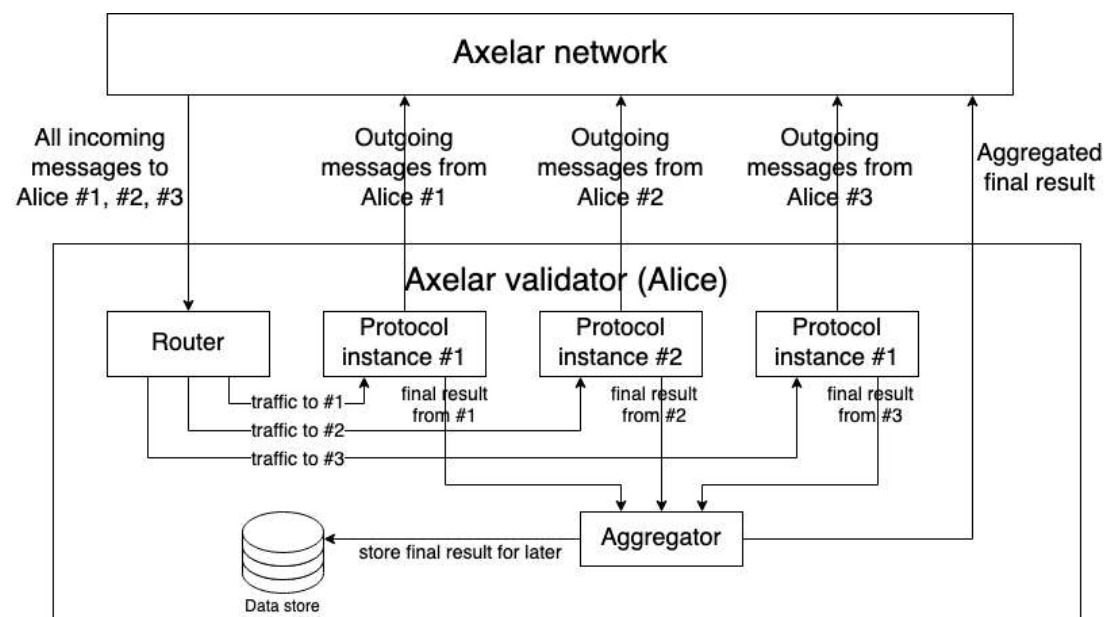 Axelar network
All incoming
messages to
Alice #1, #2, #3
Outgoing
messages from
Alice #1
Outgoing
messages from
Alice #2
Outgoing
messages from
Alice #3
Aggregated
final result
Axelar validator (Alice)
Router
Protocol
instance #1
Protocol
instance #2
Protocol
instance #1
traffic to #1
traffic to #2
traffic to #3
final result
from #1
final result
from #2
final result
from #3
Aggregator
store final result for later
Data store